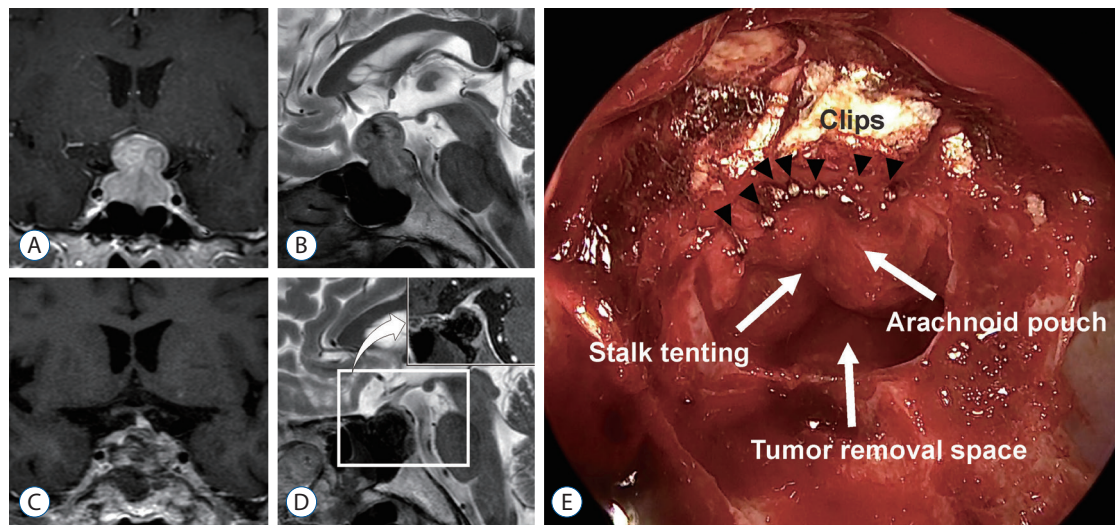 A
B
C
D
Clips
Stalk tenting
Arachnoid pouch
Tumor removal space
E